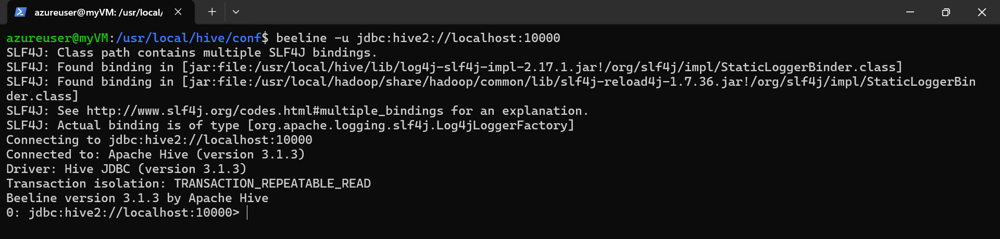 azureuser@myVM: /usr/local/
azureuser@myVM:/usr/local/hive/conf$ beeline -u jdbc:hive2://localhost:10000
SLF4J: Class path contains multiple SLF4J bindings.
SLF4J: Found binding in [jar:file:/usr/local/hive/lib/log4j-slf4j-impl-2.17.1.jar!/org/slf4j/impl/StaticLoggerBinder.class]
SLF4J: Found binding in [jar:file:/usr/local/hadoop/share/hadoop/common/lib/slf4j-reload4j-1.7.36.jar!/org/slf4j/impl/StaticLoggerBin
der.class]
SLF4J: See http://www.slf4j.org/codes.html#multiple_bindings for an explanation.
SLF4J: Actual binding is of type [org.apache.logging.slf4j.Log4jLoggerFactory]
Connecting to jdbc:hive2://localhost:10000
Connected to: Apache Hive (version 3.1.3)
Driver: Hive JDBC (version 3.1.3)
Transaction isolation: TRANSACTION_REPEATABLE_READ
Beeline version 3.1.3 by Apache Hive
0: jdbc:hive2://localhost:10000>